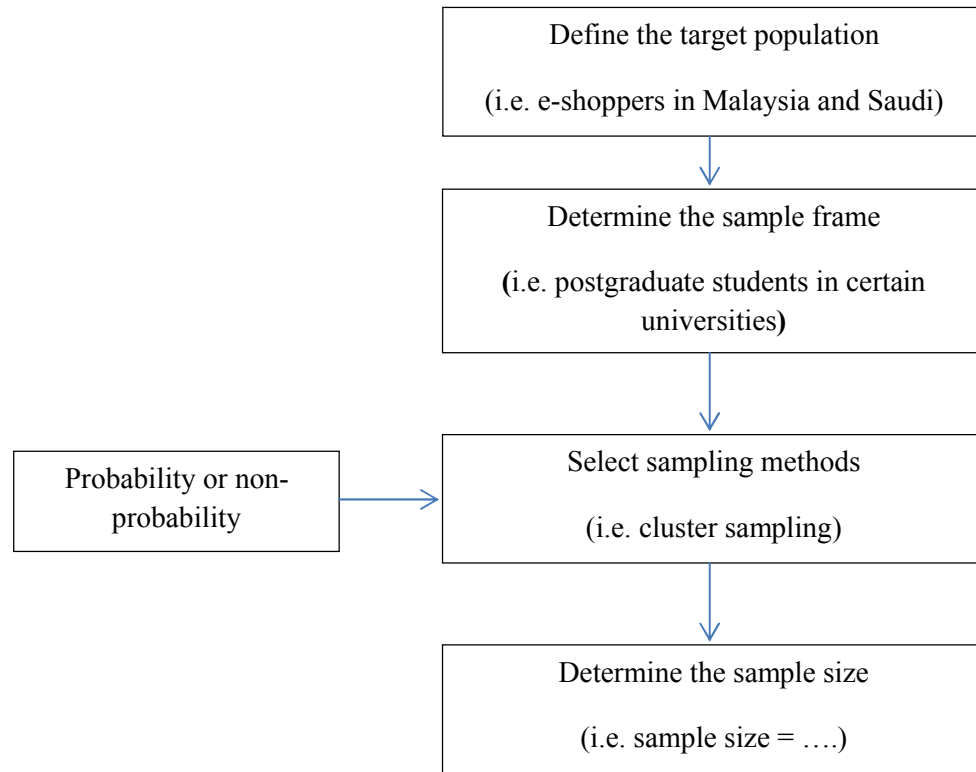 Define the target population
(i.e. e-shoppers in Malaysia and Saudi)
Determine the sample frame
(i.e. postgraduate students in certain
universities)
Probability or non-
probability
Select sampling methods
(i.e. cluster sampling)
Determine the sample size
(i.e. sample size = ….)